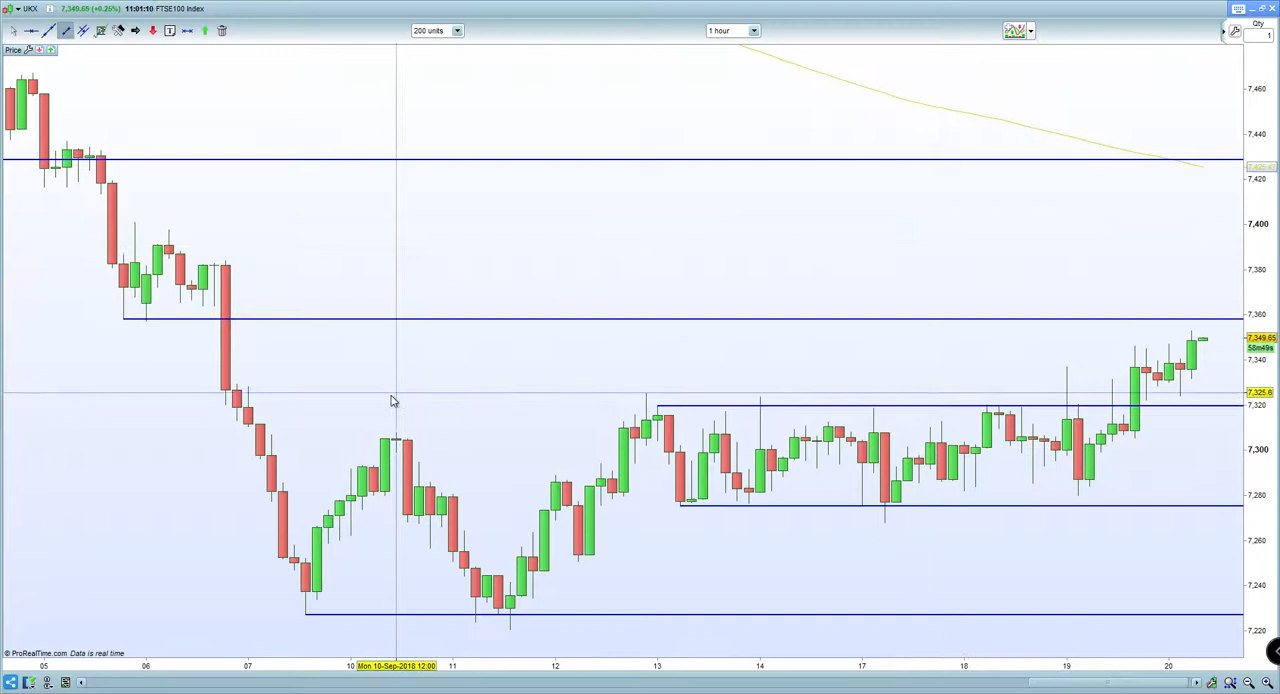 UKX 7,349.65 (+0.25%) 11:01:10 FTSE100 Index
200 units 1 hour Qty
1
Price
7,460
7,440
7,420
7,400
7,380
7,360
7,349.65
58m49s
7,340
7,325.6
7,320
7,300
7,280
7,260
7,240
7,220
© ProRealTime.com Data is real time
05 06 07 10 Mon 10-Sep-2018 12:00 11 12 13 14 17 18 19 20